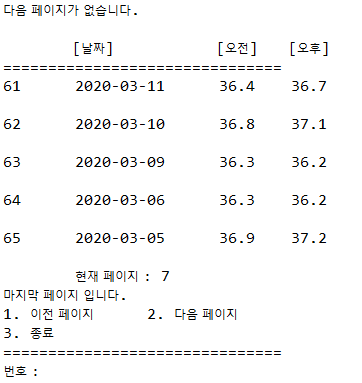 다음 페이지가 없습니다.
[날짜] [오전] [오후]
===============================
61 2020-03-11 36.4 36.7
62 2020-03-10 36.8 37.1
63 2020-03-09 36.3 36.2
64 2020-03-06 36.3 36.2
65 2020-03-05 36.9 37.2
현재 페이지 : 7
마지막 페이지 입니다.
1. 이전 페이지 2. 다음 페이지
3. 종료
===============================
번호 :